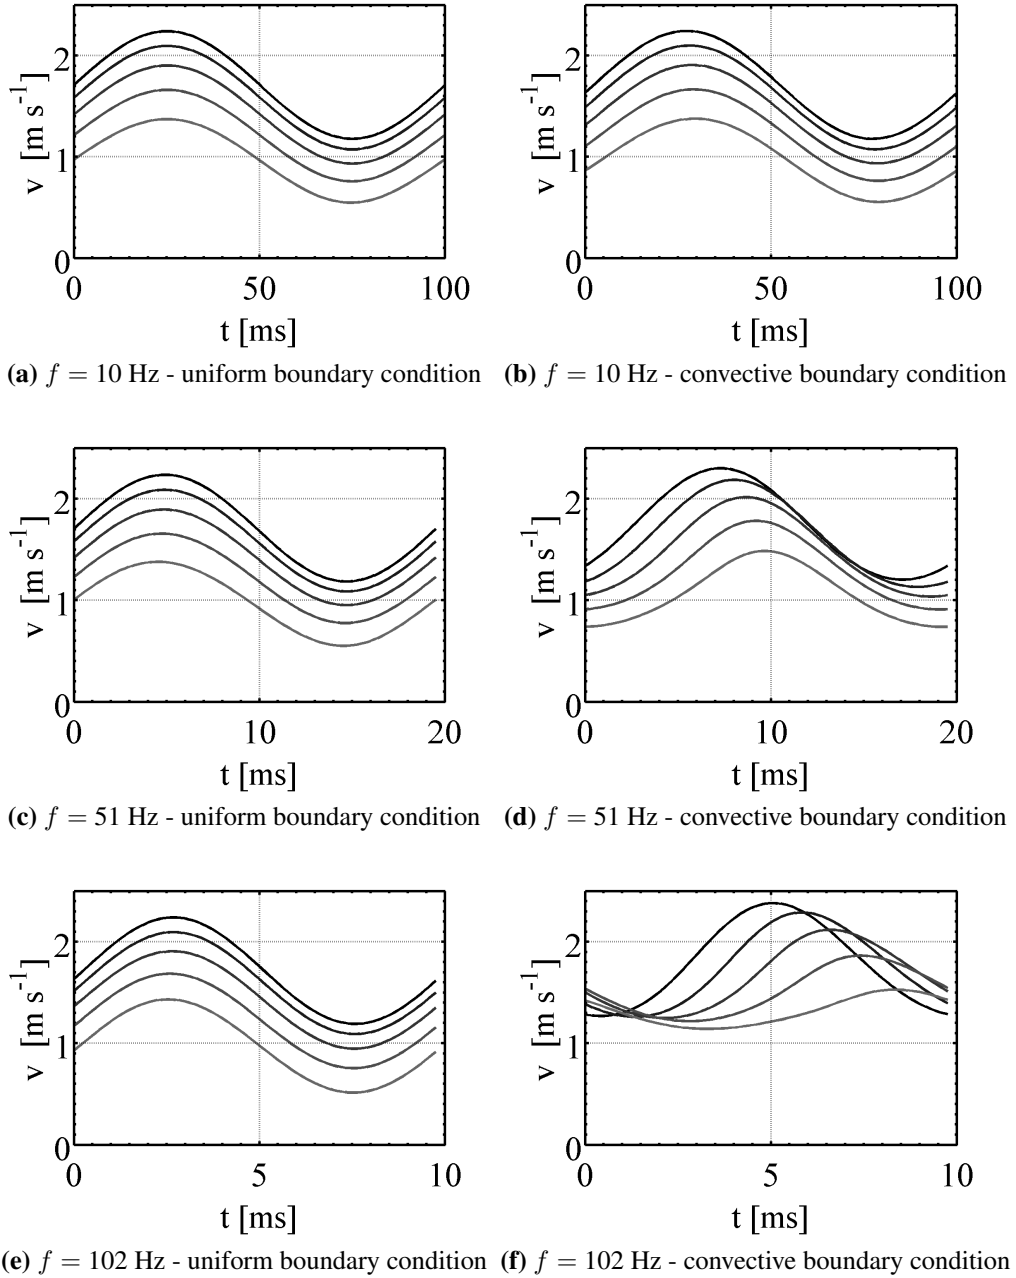 2
1
0
v [m s⁻¹]
0 50 100
t [ms]
(a) f = 10 Hz - uniform boundary condition
2
1
0
v [m s⁻¹]
0 50 100
t [ms]
(b) f = 10 Hz - convective boundary condition
2
1
0
v [m s⁻¹]
0 10 20
t [ms]
(c) f = 51 Hz - uniform boundary condition
2
1
0
v [m s⁻¹]
0 10 20
t [ms]
(d) f = 51 Hz - convective boundary condition
2
1
0
v [m s⁻¹]
0 5 10
t [ms]
(e) f = 102 Hz - uniform boundary condition
2
1
0
v [m s⁻¹]
0 5 10
t [ms]
(f) f = 102 Hz - convective boundary condition